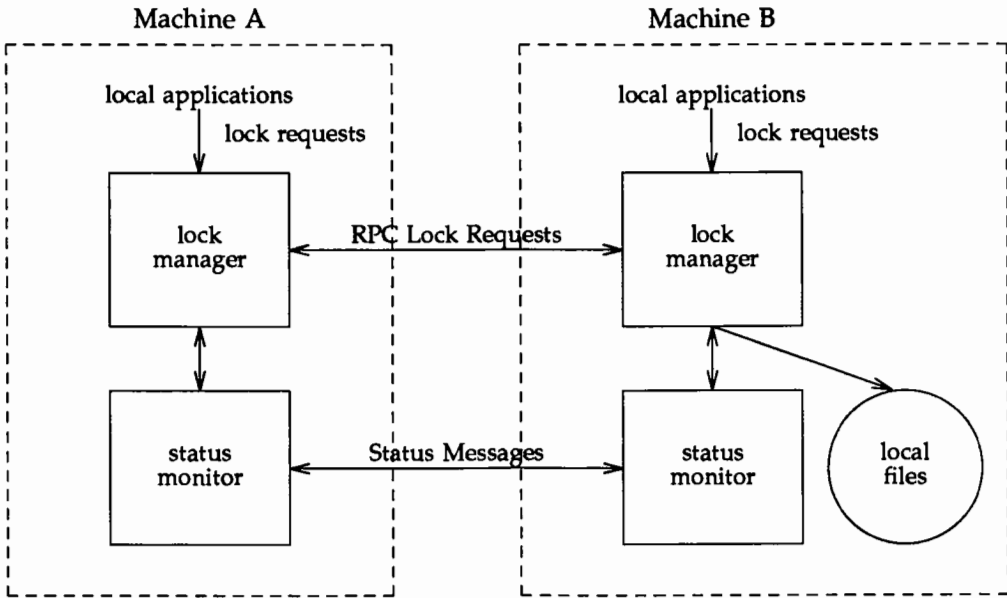 Machine A
Machine B
local applications
local applications
lock requests
lock requests
lock
manager
RPC Lock Requests
lock
manager
status
monitor
Status Messages
status
monitor
local
files